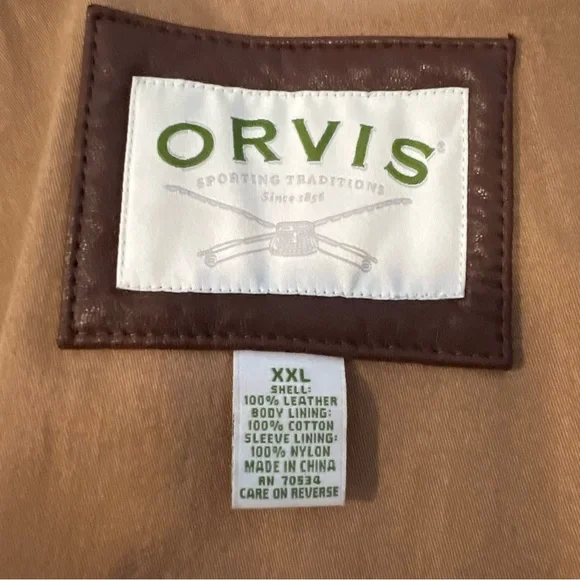 ORVIS®
SPORTING TRADITIONS
Since 1856
XXL
SHELL:
100% LEATHER
BODY LINING:
100% COTTON
SLEEVE LINING:
100% NYLON
MADE IN CHINA
RN 70534
CARE ON REVERSE